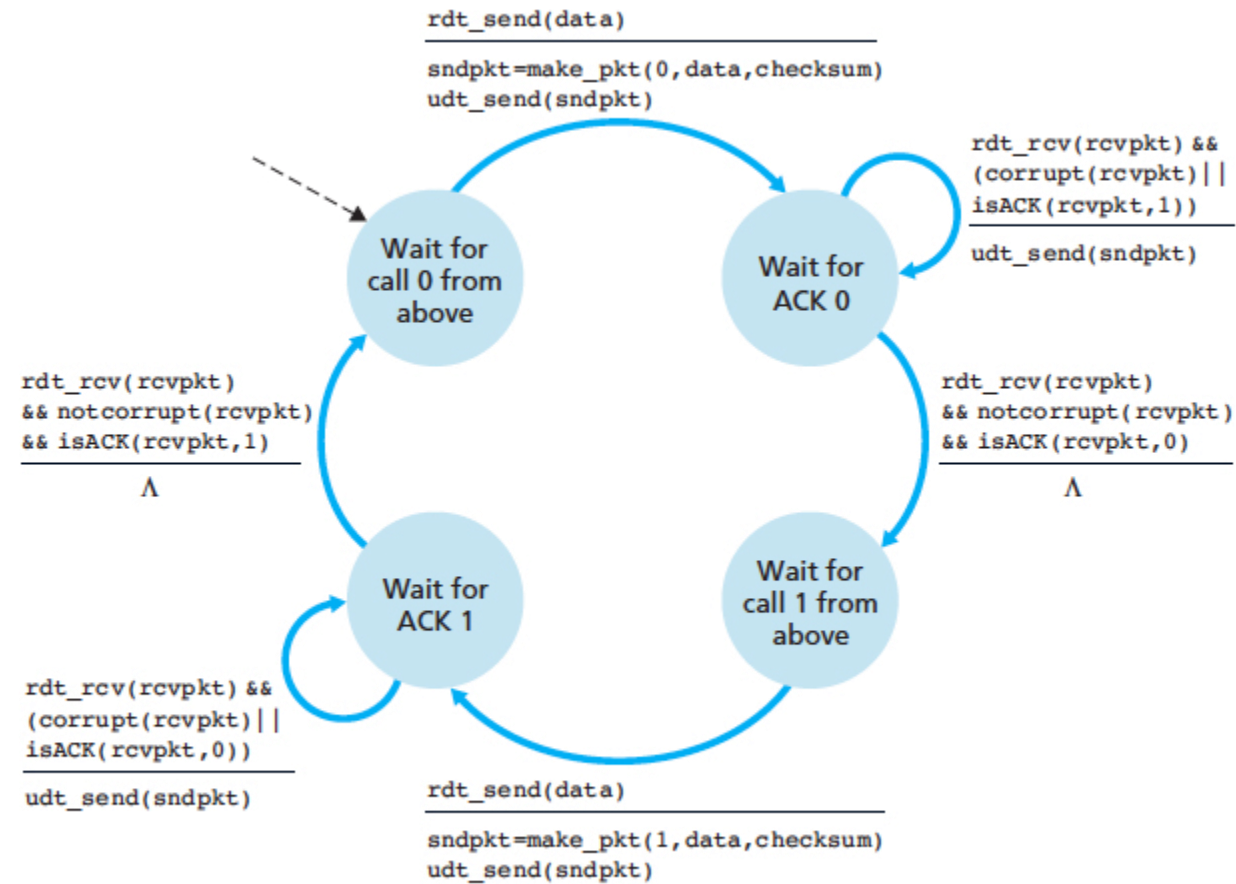 rdt_send(data)
sndpkt=make_pkt(0,data,checksum)
udt_send(sndpkt)
rdt_rcv(rcvpkt) &&
(corrupt(rcvpkt)||
isACK(rcvpkt,1))
udt_send(sndpkt)
Wait for
call 0 from
above
Wait for
ACK 0
rdt_rcv(rcvpkt)
&& notcorrupt(rcvpkt)
&& isACK(rcvpkt,1)
Λ
rdt_rcv(rcvpkt)
&& notcorrupt(rcvpkt)
&& isACK(rcvpkt,0)
Λ
Wait for
ACK 1
Wait for
call 1 from
above
rdt_rcv(rcvpkt) &&
(corrupt(rcvpkt)||
isACK(rcvpkt,0))
udt_send(sndpkt)
rdt_send(data)
sndpkt=make_pkt(1,data,checksum)
udt_send(sndpkt)